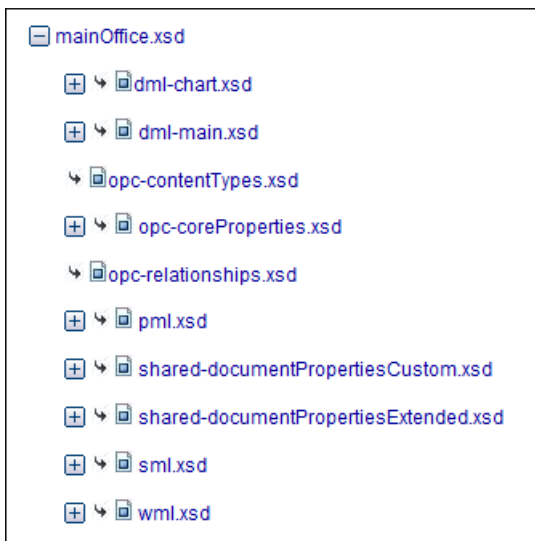 mainOffice.xsd
dml-chart.xsd
dml-main.xsd
opc-contentTypes.xsd
opc-coreProperties.xsd
opc-relationships.xsd
pml.xsd
shared-documentPropertiesCustom.xsd
shared-documentPropertiesExtended.xsd
sml.xsd
wml.xsd